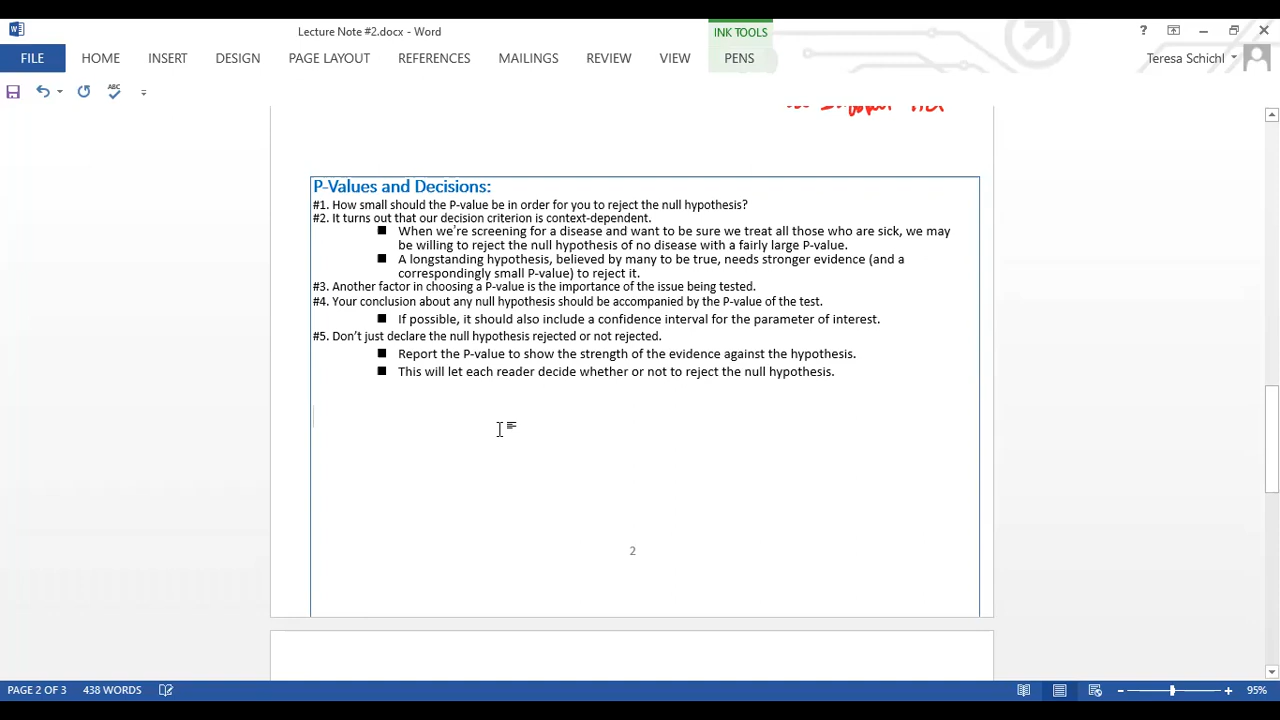 Lecture Note #2.docx - Word
INK TOOLS
?
FILE HOME INSERT DESIGN PAGE LAYOUT REFERENCES MAILINGS REVIEW VIEW PENS
Teresa Schichl
ABC
P-Values and Decisions:
#1. How small should the P-value be in order for you to reject the null hypothesis?
#2. It turns out that our decision criterion is context-dependent.
■ When we're screening for a disease and want to be sure we treat all those who are sick, we may
be willing to reject the null hypothesis of no disease with a fairly large P-value.
■ A longstanding hypothesis, believed by many to be true, needs stronger evidence (and a
correspondingly small P-value) to reject it.
#3. Another factor in choosing a P-value is the importance of the issue being tested.
#4. Your conclusion about any null hypothesis should be accompanied by the P-value of the test.
■ If possible, it should also include a confidence interval for the parameter of interest.
#5. Don't just declare the null hypothesis rejected or not rejected.
■ Report the P-value to show the strength of the evidence against the hypothesis.
■ This will let each reader decide whether or not to reject the null hypothesis.
2
PAGE 2 OF 3 438 WORDS
95%